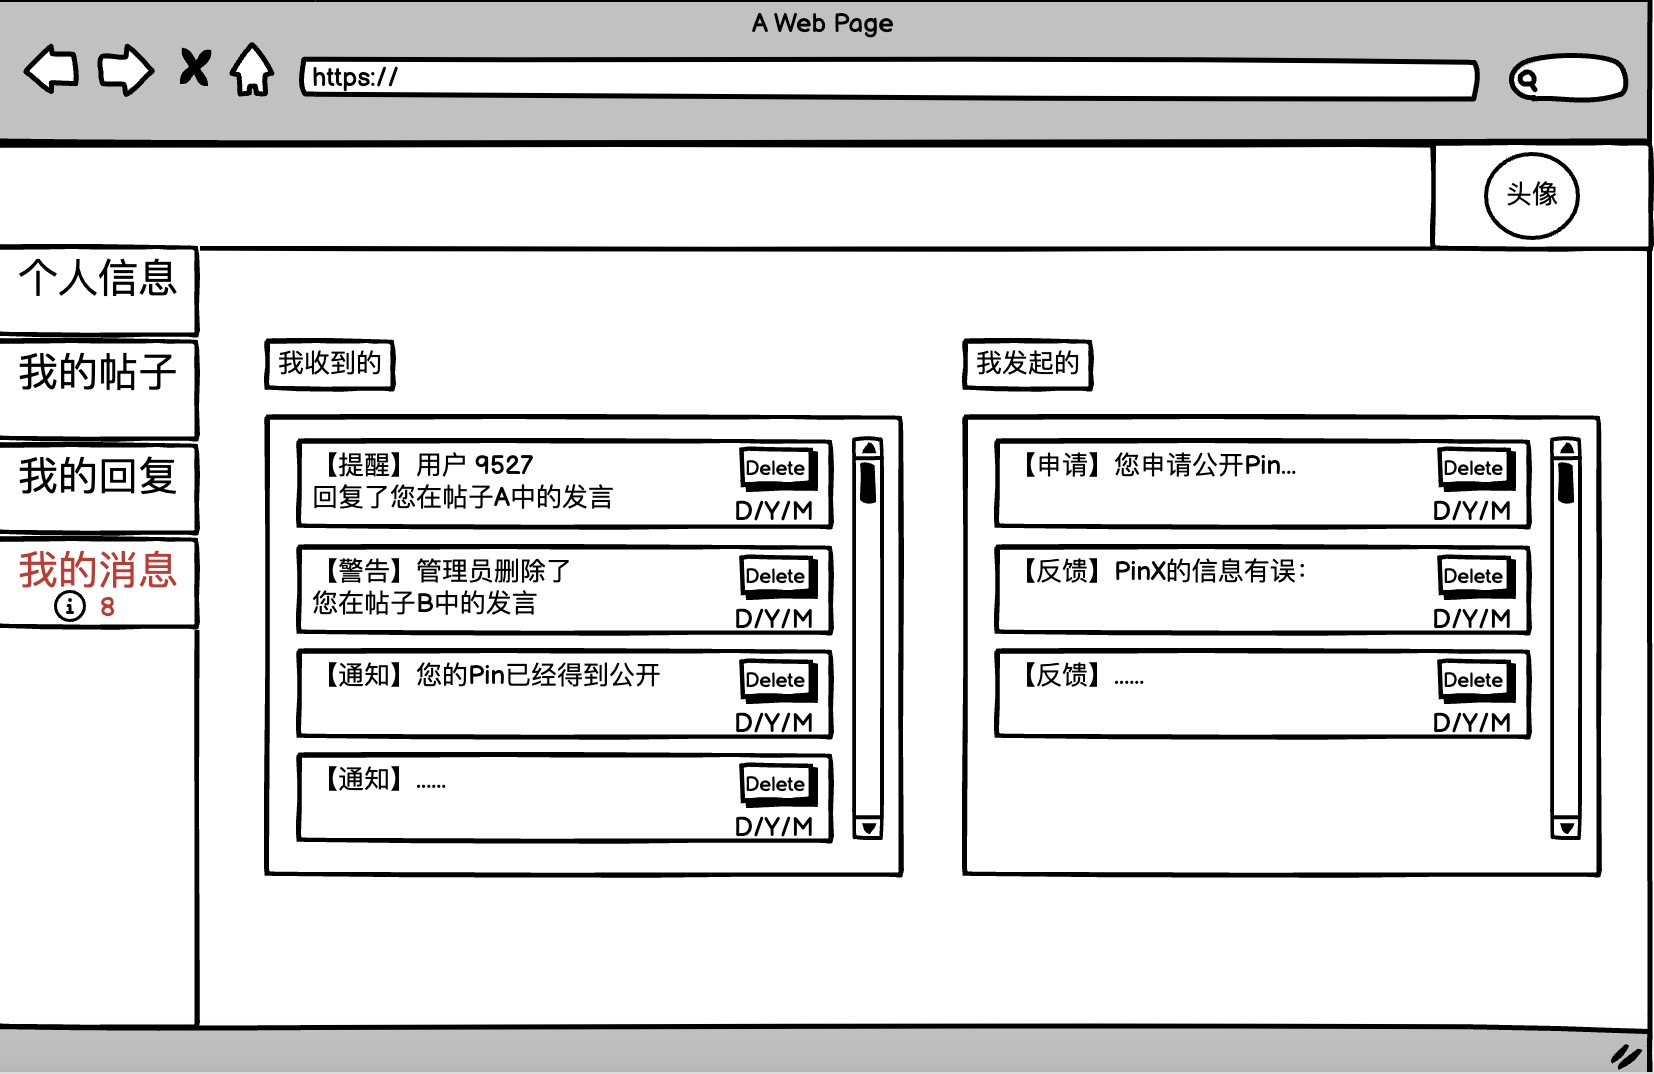 A Web Page
https://
头像
个人信息
我的帖子
我的回复
我的消息
8
我收到的
【提醒】用户 9527
回复了您在帖子A中的发言
Delete
D/Y/M
【警告】管理员删除了
您在帖子B中的发言
Delete
D/Y/M
【通知】您的Pin已经得到公开
Delete
D/Y/M
【通知】......
Delete
D/Y/M
我发起的
【申请】您申请公开Pin...
Delete
D/Y/M
【反馈】PinX的信息有误：
Delete
D/Y/M
【反馈】......
Delete
D/Y/M